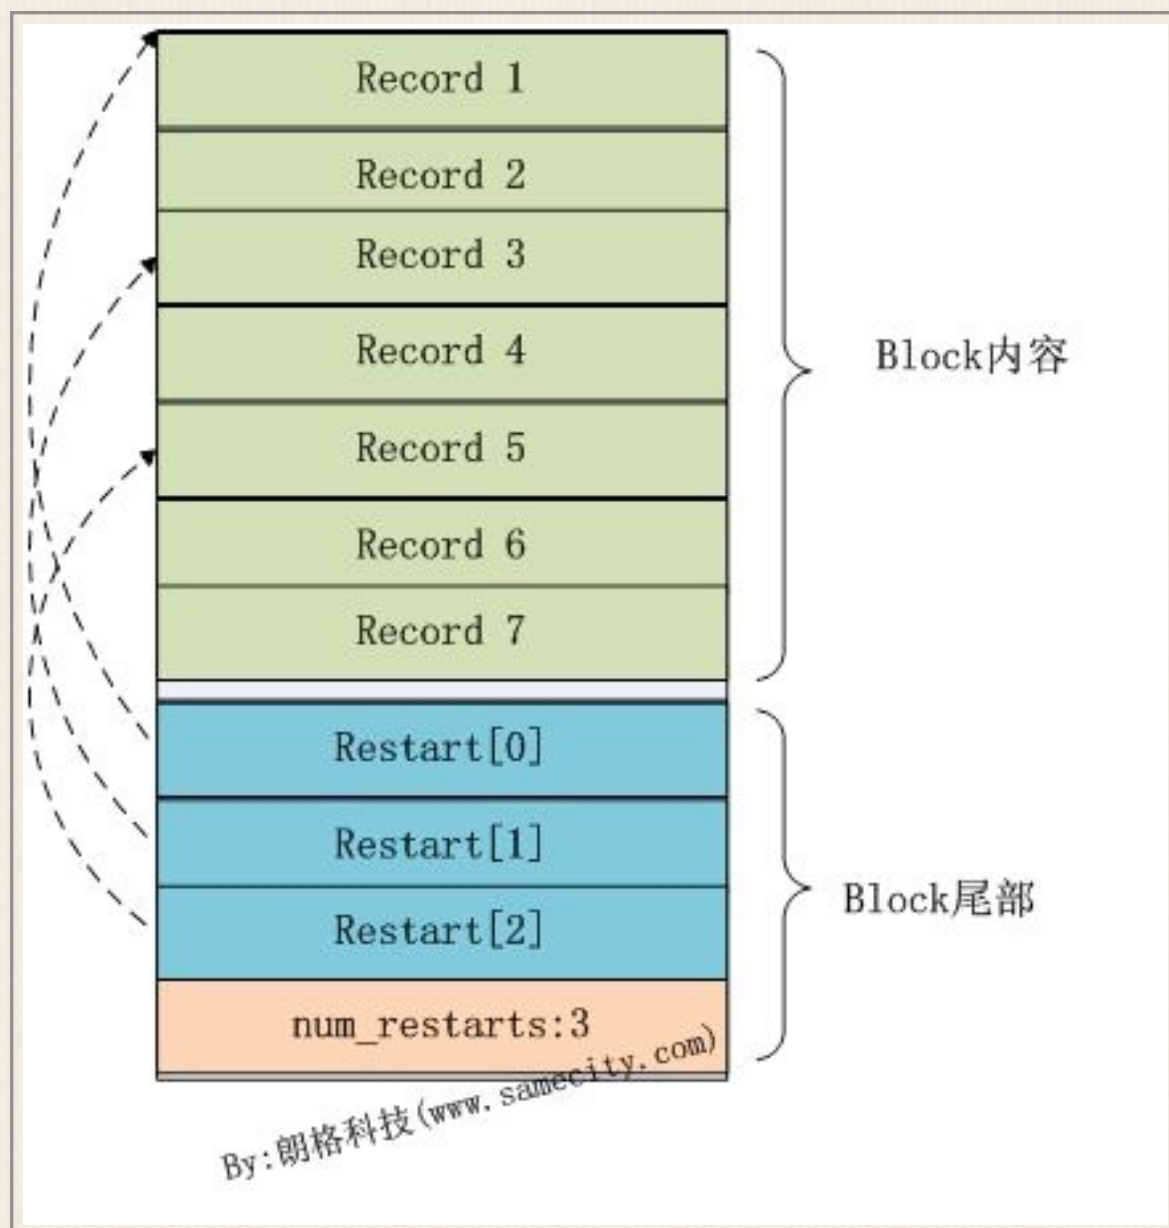 Record 1
Record 2
Record 3
Record 4
Record 5
Record 6
Record 7
Block内容
Restart[0]
Restart[1]
Restart[2]
num_restarts:3
Block尾部
By:朗格科技(www.samecity.com)